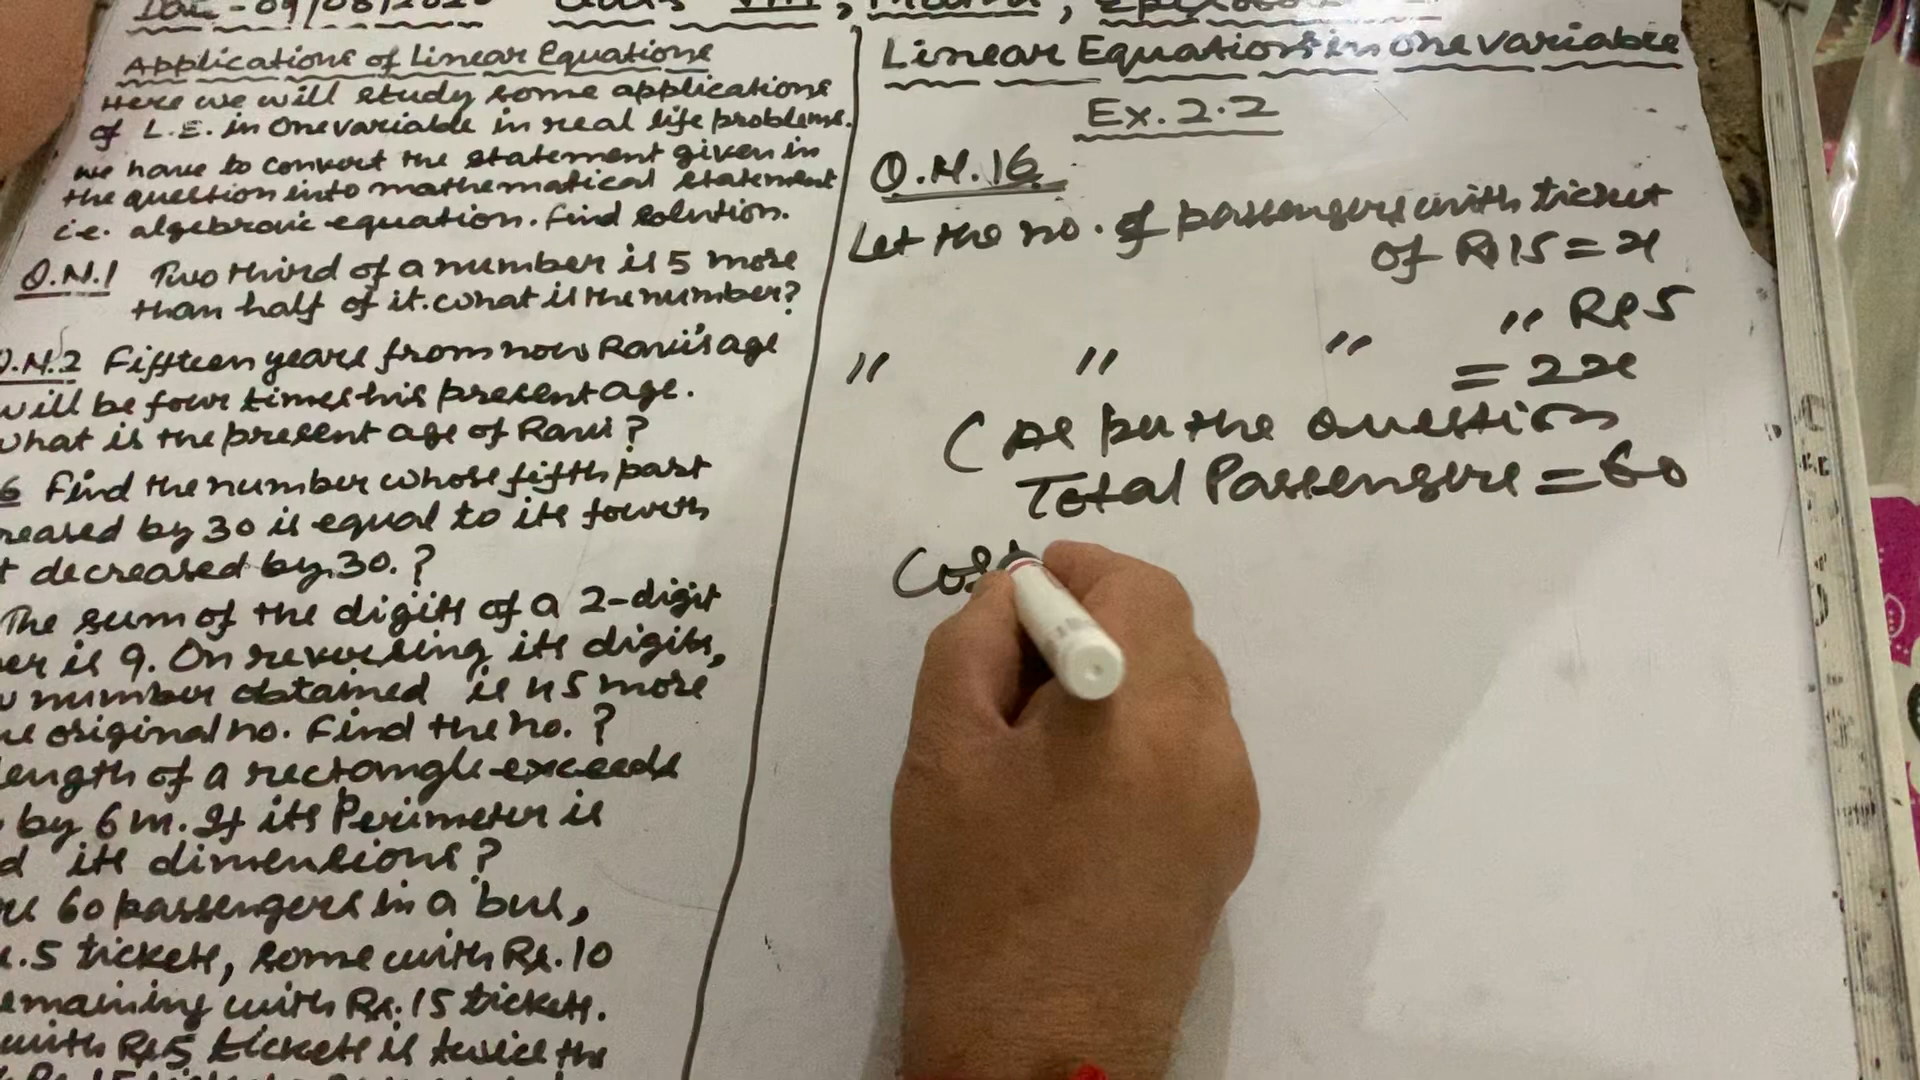 Applications of Linear Equations
Here we will study some applications
of L.E. in one variable in real life problems.
we have to convert the statement given in
the question into mathematical statement
i.e. algebraic equation. Find solution.
Q.N.1 Two third of a number is 5 more
than half of it. what is the number?
Q.N.2 Fifteen years from now Ravi's age
will be four times his present age.
what is the present age of Ravi?
6 Find the number whose fifth part
reased by 30 is equal to its fourth
decreased by 30.?
The sum of the digits of a 2-digit
er is 9. On reversing its digits,
number obtained is 45 more
original no. Find the no.?
length of a rectangle exceeds
by 6 m. If its Perimeter is
its dimensions?
60 passengers in a bus,
.5 tickets, some with Rs. 10
emaining with Rs. 15 tickets.
with Rs5 tickets is twice the
Linear Equations in one variable
Ex. 2.2
Q.N.16
Let the no. of passengers with ticket
of Rs15 = x
" " " " Rs5
= 2x
( As per the Question
Total Passengers = 60
Cost